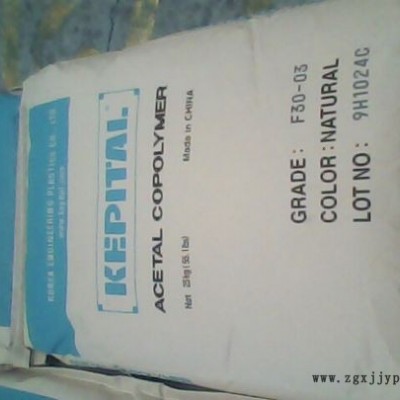 KOREA ENGINEERING PLASTICS CO., LTD
www.kepital.com
KEPITAL
ACETAL COPOLYMER
Made in CHINA
Net 25kg(55.1lbs)
GRADE: F30-03
COLOR: NATURAL
LOT NO: 9H1024C
www.zgxjjyp